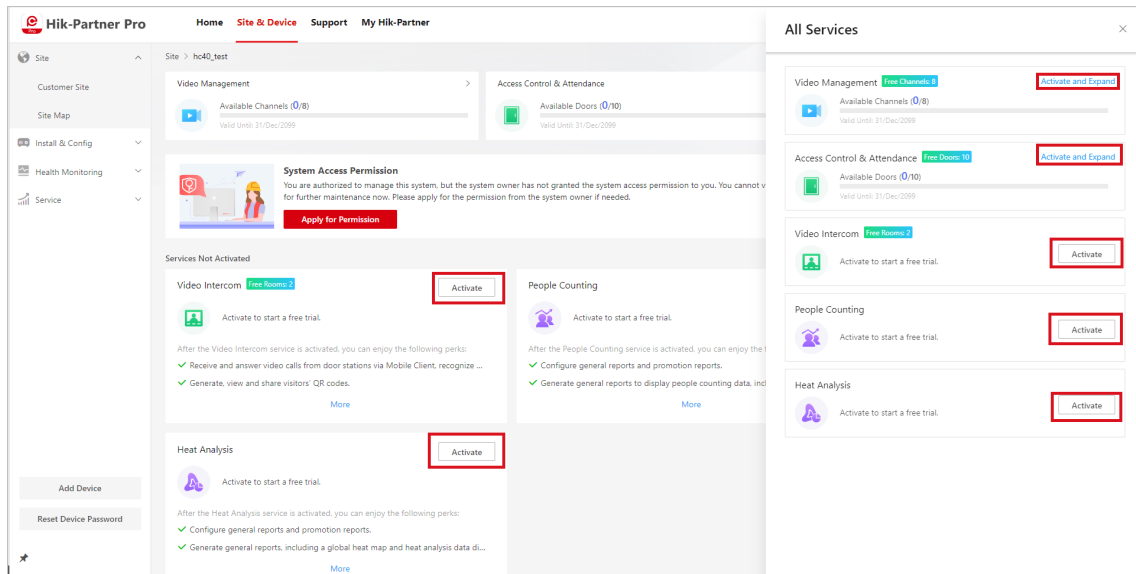 Hik-Partner Pro
Pro
Home Site & Device Support My Hik-Partner
Site
Customer Site
Site Map
Install & Config
Health Monitoring
Service
Add Device
Reset Device Password
Site > hc40_test
Video Management >
Available Channels (0/8)
Valid Until: 31/Dec/2099
Access Control & Attendance
Available Doors (0/10)
Valid Until: 31/Dec/2099
System Access Permission
You are authorized to manage this system, but the system owner has not granted the system access permission to you. You cannot v
for further maintenance now. Please apply for the permission from the system owner if needed.
Apply for Permission
Services Not Activated
Video Intercom Free Rooms: 2 Activate
Activate to start a free trial.
After the Video Intercom service is activated, you can enjoy the following perks:
Receive and answer video calls from door stations via Mobile Client, recognize ...
Generate, view and share visitors' QR codes.
More
People Counting
Activate to start a free trial.
After the People Counting service is activated, you can enjoy the
Configure general reports and promotion reports.
Generate general reports to display people counting data, incl
More
Heat Analysis Activate
Activate to start a free trial.
After the Heat Analysis service is activated, you can enjoy the following perks:
Configure general reports and promotion reports.
Generate general reports, including a global heat map and heat analysis data di...
More
All Services
Video Management Free Channels: 8 Activate and Expand
Available Channels (0/8)
Valid Until: 31/Dec/2099
Access Control & Attendance Free Doors: 10 Activate and Expand
Available Doors (0/10)
Valid Until: 31/Dec/2099
Video Intercom Free Rooms: 2
Activate to start a free trial. Activate
People Counting
Activate to start a free trial. Activate
Heat Analysis
Activate to start a free trial. Activate